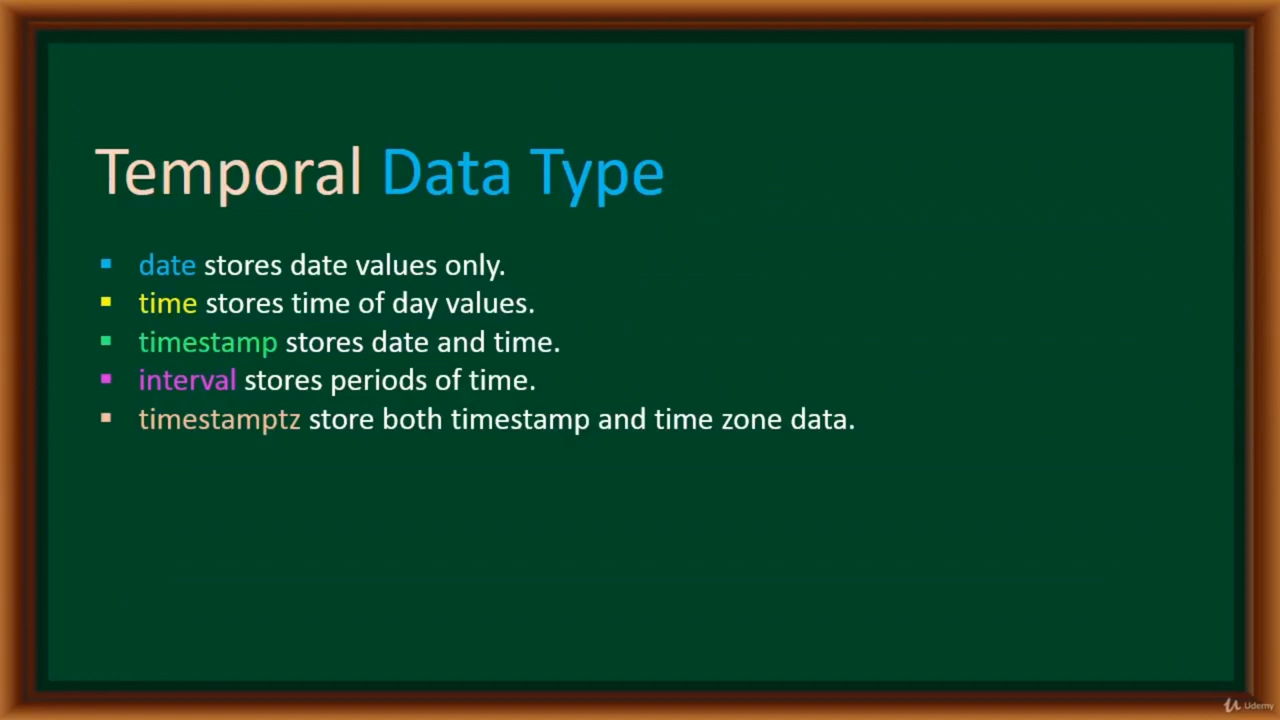 Temporal Data Type
▪ date stores date values only.
▪ time stores time of day values.
▪ timestamp stores date and time.
▪ interval stores periods of time.
▪ timestamptz store both timestamp and time zone data.
Udemy